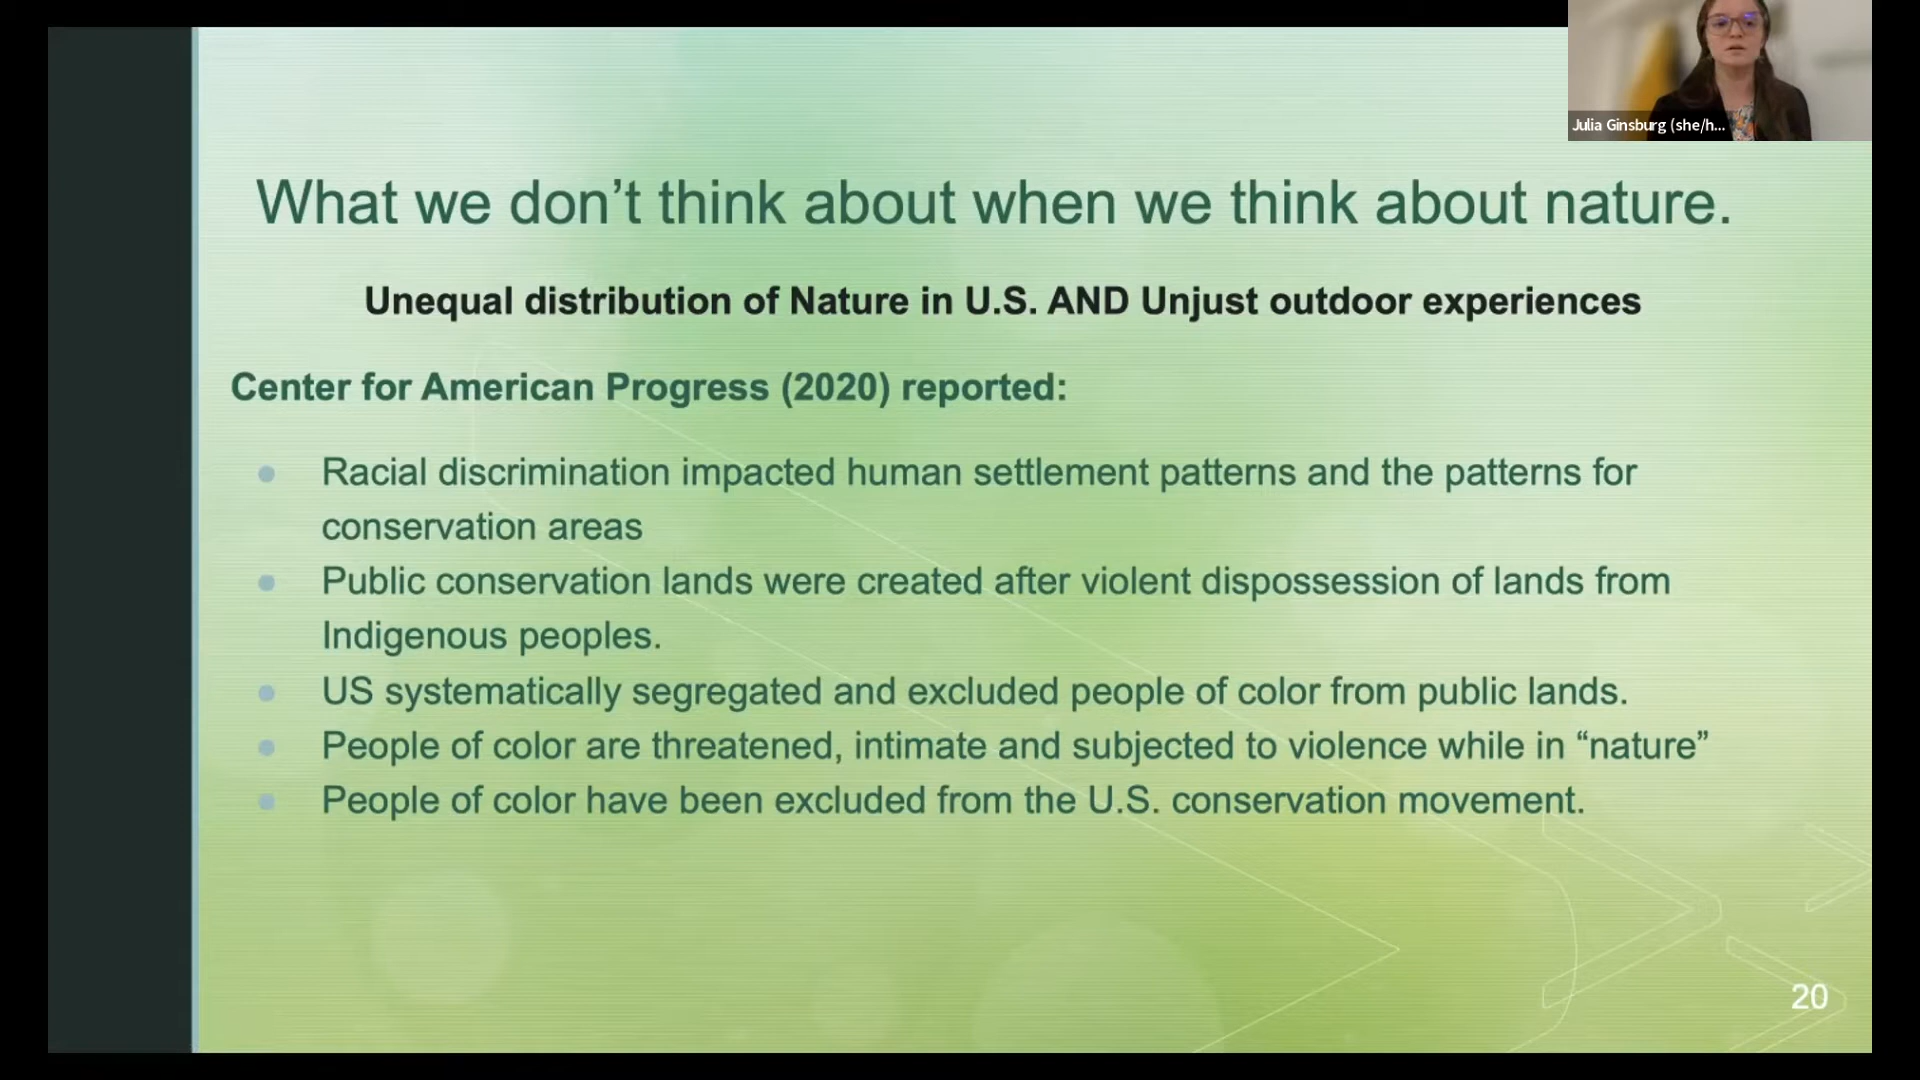 Julia Ginsburg (she/h...
What we don’t think about when we think about nature.
Unequal distribution of Nature in U.S. AND Unjust outdoor experiences
Center for American Progress (2020) reported:
Racial discrimination impacted human settlement patterns and the patterns for
conservation areas
Public conservation lands were created after violent dispossession of lands from
Indigenous peoples.
US systematically segregated and excluded people of color from public lands.
People of color are threatened, intimate and subjected to violence while in “nature”
People of color have been excluded from the U.S. conservation movement.
20